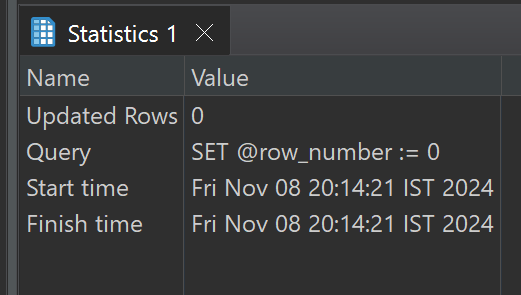 Statistics 1
Name Value
Updated Rows 0
Query SET @row_number := 0
Start time Fri Nov 08 20:14:21 IST 2024
Finish time Fri Nov 08 20:14:21 IST 2024